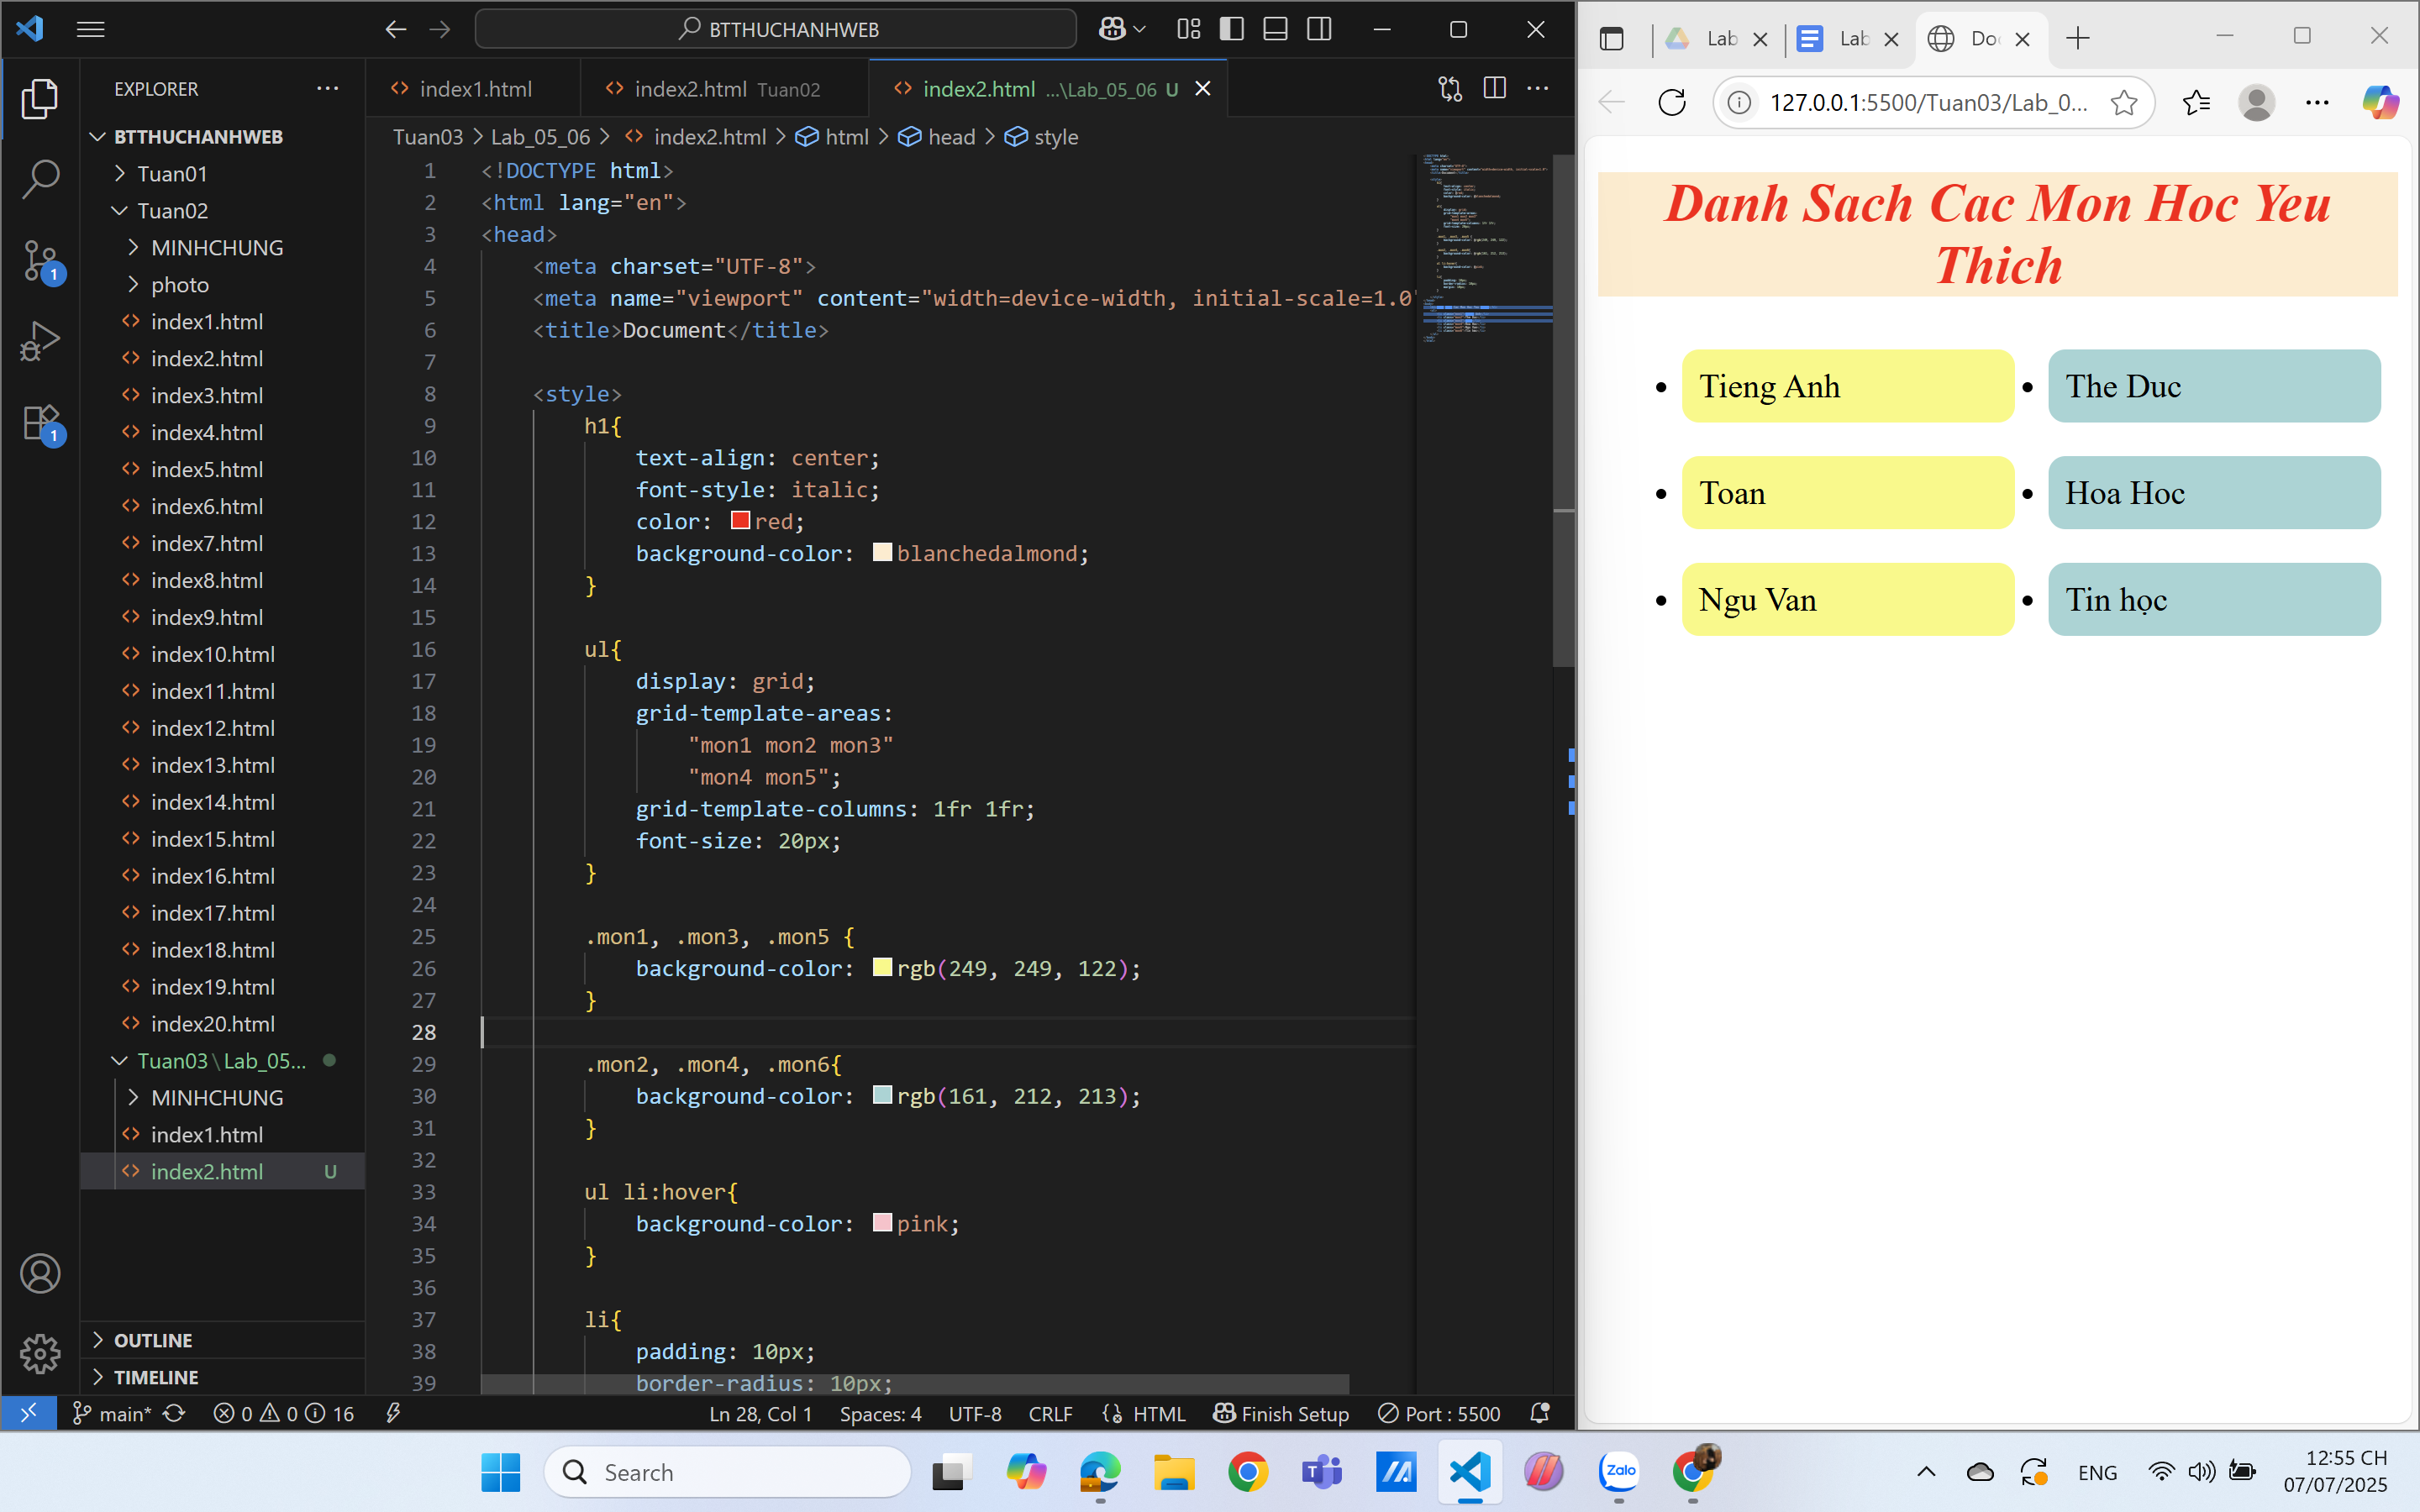 BTTHUCHANHWEB
EXPLORER
BTTHUCHANHWEB
Tuan01
Tuan02
MINHCHUNG
photo
index1.html
index2.html
index3.html
index4.html
index5.html
index6.html
index7.html
index8.html
index9.html
index10.html
index11.html
index12.html
index13.html
index14.html
index15.html
index16.html
index17.html
index18.html
index19.html
index20.html
Tuan03\Lab_05...
MINHCHUNG
index1.html
index2.html U
OUTLINE
TIMELINE
1
1
index1.html
index2.html Tuan02
index2.html ...\Lab_05_06 U
Tuan03 > Lab_05_06 > index2.html > html > head > style
1 <!DOCTYPE html>
2 <html lang="en">
3 <head>
4 <meta charset="UTF-8">
5 <meta name="viewport" content="width=device-width, initial-scale=1.0"
6 <title>Document</title>
7
8 <style>
9 h1{
10 text-align: center;
11 font-style: italic;
12 color: red;
13 background-color: blanchedalmond;
14 }
15
16 ul{
17 display: grid;
18 grid-template-areas:
19 "mon1 mon2 mon3"
20 "mon4 mon5";
21 grid-template-columns: 1fr 1fr;
22 font-size: 20px;
23 }
24
25 .mon1, .mon3, .mon5 {
26 background-color: rgb(249, 249, 122);
27 }
28
29 .mon2, .mon4, .mon6{
30 background-color: rgb(161, 212, 213);
31 }
32
33 ul li:hover{
34 background-color: pink;
35 }
36
37 li{
38 padding: 10px;
39 border-radius: 10px;
main* 0 0 16 Ln 28, Col 1 Spaces: 4 UTF-8 CRLF HTML Finish Setup Port : 5500
Lab
Lab
Doc
127.0.0.1:5500/Tuan03/Lab_0...
Danh Sach Cac Mon Hoc Yeu
Thich
Tieng Anh
The Duc
Toan
Hoa Hoc
Ngu Van
Tin học
Search
Zalo
ENG
12:55 CH
07/07/2025